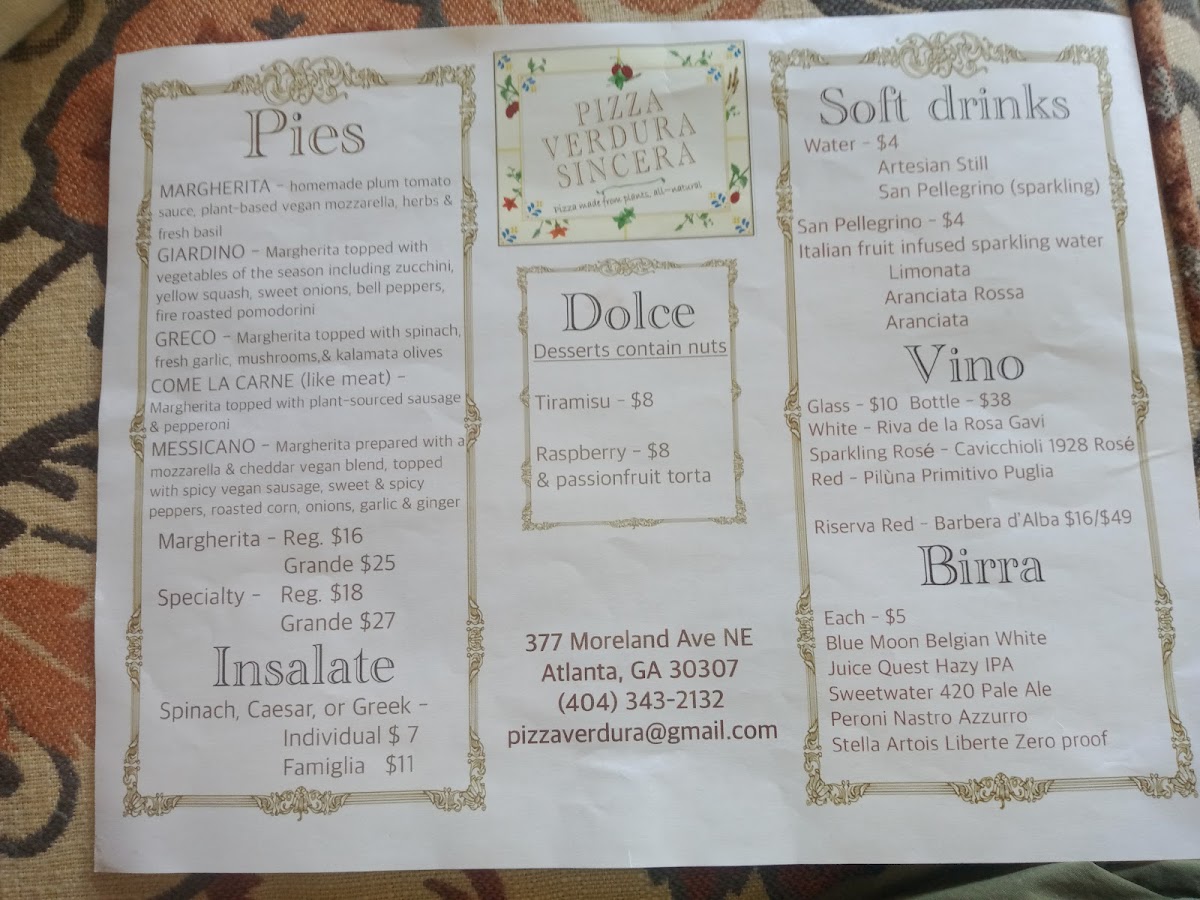 Pies
MARGHERITA - homemade plum tomato
sauce, plant-based vegan mozzarella, herbs &
fresh basil
GIARDINO - Margherita topped with
vegetables of the season including zucchini,
yellow squash, sweet onions, bell peppers,
fire roasted pomodorini
GRECO - Margherita topped with spinach,
fresh garlic, mushrooms,& kalamata olives
COME LA CARNE (like meat) -
Margherita topped with plant-sourced sausage
& pepperoni
MESSICANO - Margherita prepared with a
mozzarella & cheddar vegan blend, topped
with spicy vegan sausage, sweet & spicy
peppers, roasted corn, onions, garlic & ginger
Margherita - Reg. $16
Grande $25
Specialty - Reg. $18
Grande $27
Insalate
Spinach, Caesar, or Greek -
Individual $ 7
Famiglia $11
PIZZA
VERDURA
SINCERA
Pizza made from plants, all-natural
Dolce
Desserts contain nuts
Tiramisu - $8
Raspberry - $8
& passionfruit torta
377 Moreland Ave NE
Atlanta, GA 30307
(404) 343-2132
pizzaverdura@gmail.com
Soft drinks
Water - $4
Artesian Still
San Pellegrino (sparkling)
San Pellegrino - $4
Italian fruit infused sparkling water
Limonata
Aranciata Rossa
Aranciata
Vino
Glass - $10 Bottle - $38
White - Riva de la Rosa Gavi
Sparkling Rosé - Cavicchioli 1928 Rosé
Red - Pilùna Primitivo Puglia
Riserva Red - Barbera d'Alba $16/$49
Birra
Each - $5
Blue Moon Belgian White
Juice Quest Hazy IPA
Sweetwater 420 Pale Ale
Peroni Nastro Azzurro
Stella Artois Liberte Zero proof